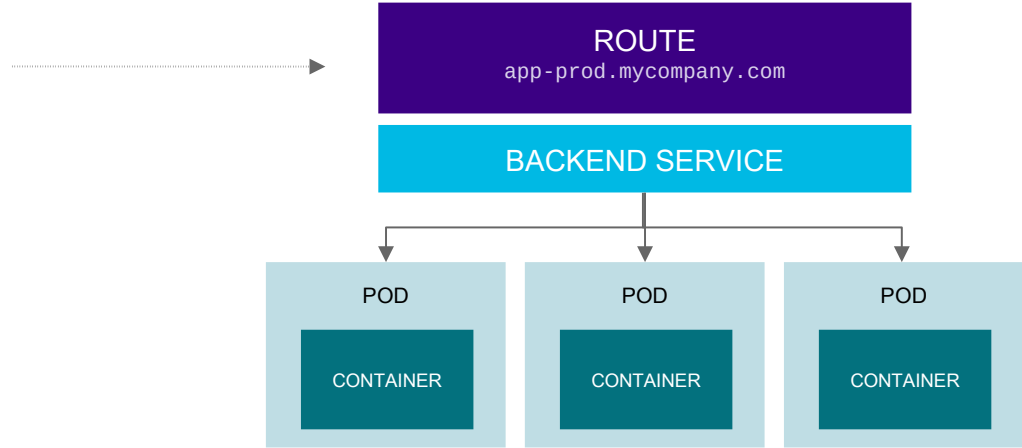 ROUTE
app-prod.mycompany.com
BACKEND SERVICE
POD
POD
POD
CONTAINER
CONTAINER
CONTAINER